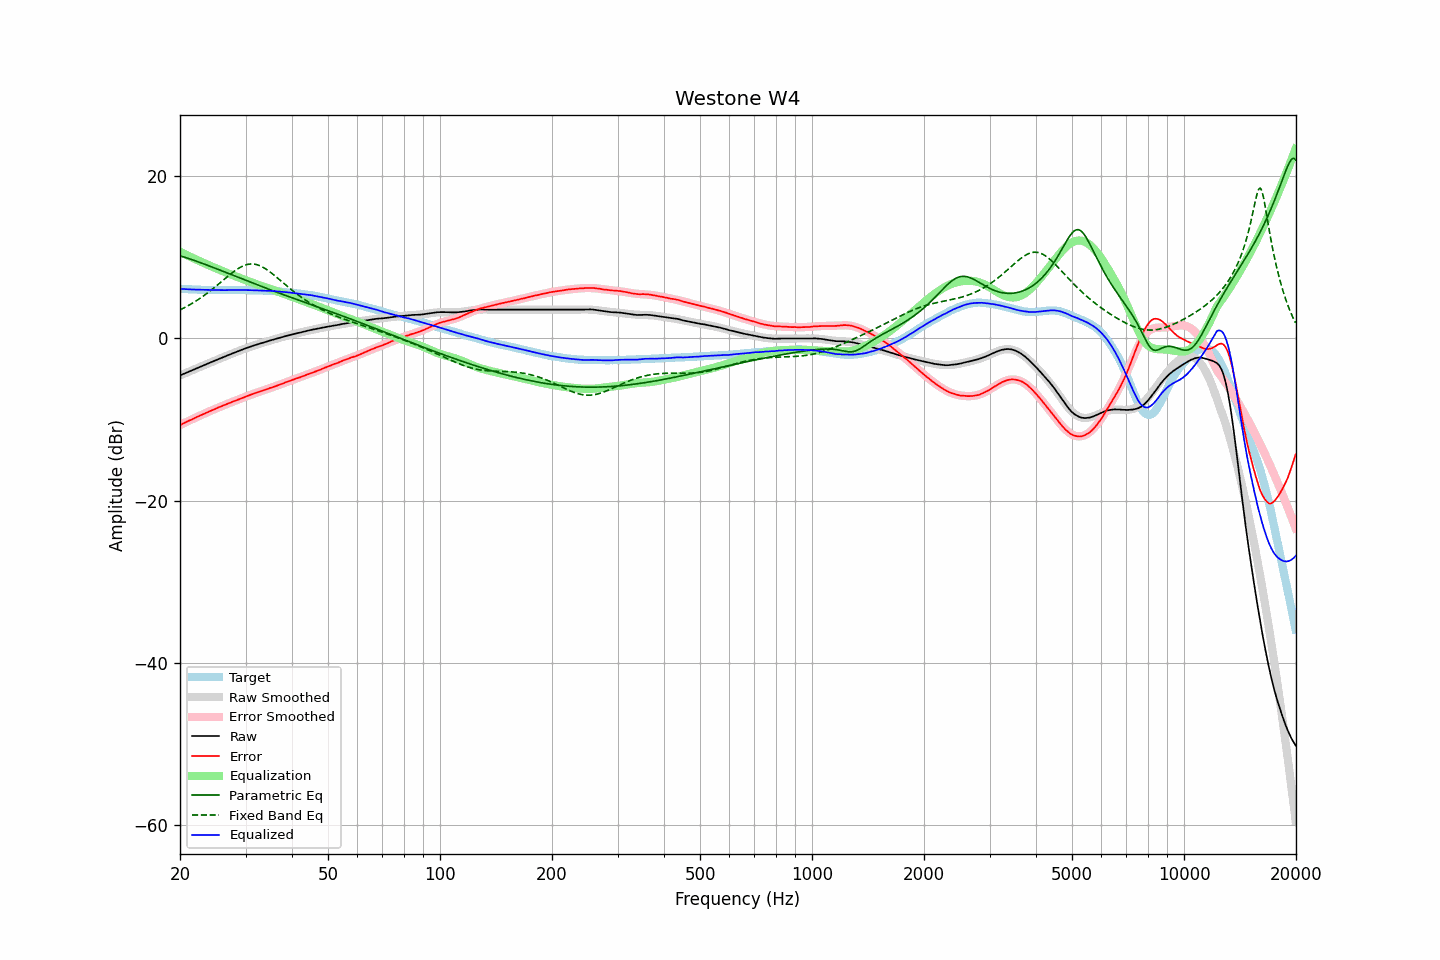 Westone W4
Amplitude (dBr)
20
0
−20
−40
−60
Target
Raw Smoothed
Error Smoothed
Raw
Error
Equalization
Parametric Eq
Fixed Band Eq
Equalized
20 50 100 200 500 1000 2000 5000 10000 20000
Frequency (Hz)